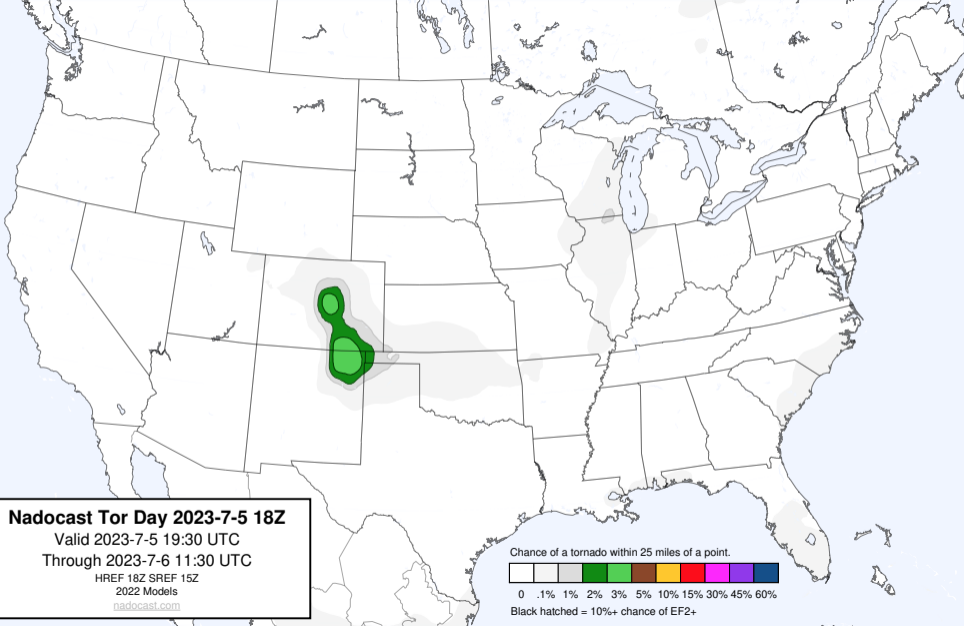 Nadocast Tor Day 2023-7-5 18Z
Valid 2023-7-5 19:30 UTC
Through 2023-7-6 11:30 UTC
HREF 18Z SREF 15Z
2022 Models
nadocast.com
Chance of a tornado within 25 miles of a point.
0 .1% 1% 2% 3% 5% 10% 15% 30% 45% 60%
Black hatched = 10%+ chance of EF2+